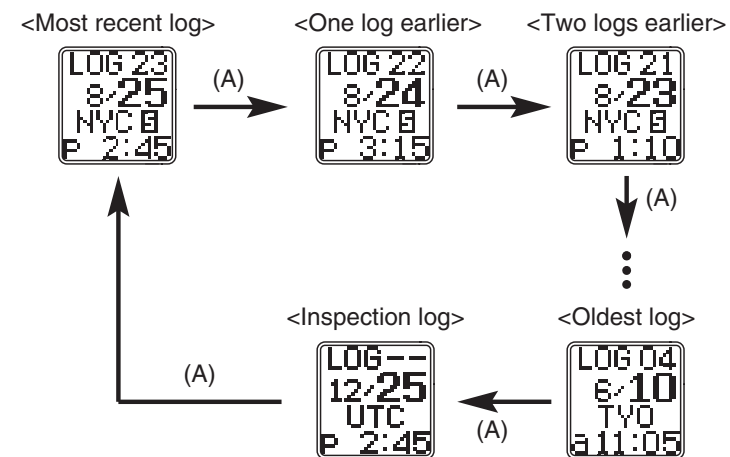 <Most recent log>
<One log earlier>
<Two logs earlier>
LOG 23
8/25
NYC S
P 2:45
(A)
LOG 22
8/24
NYC S
P 3:15
(A)
LOG 21
8/23
NYC S
P 1:10
(A)
<Inspection log>
<Oldest log>
LOG--
12/25
UTC
P 2:45
(A)
LOG 04
6/10
TYO
a11:05
(A)